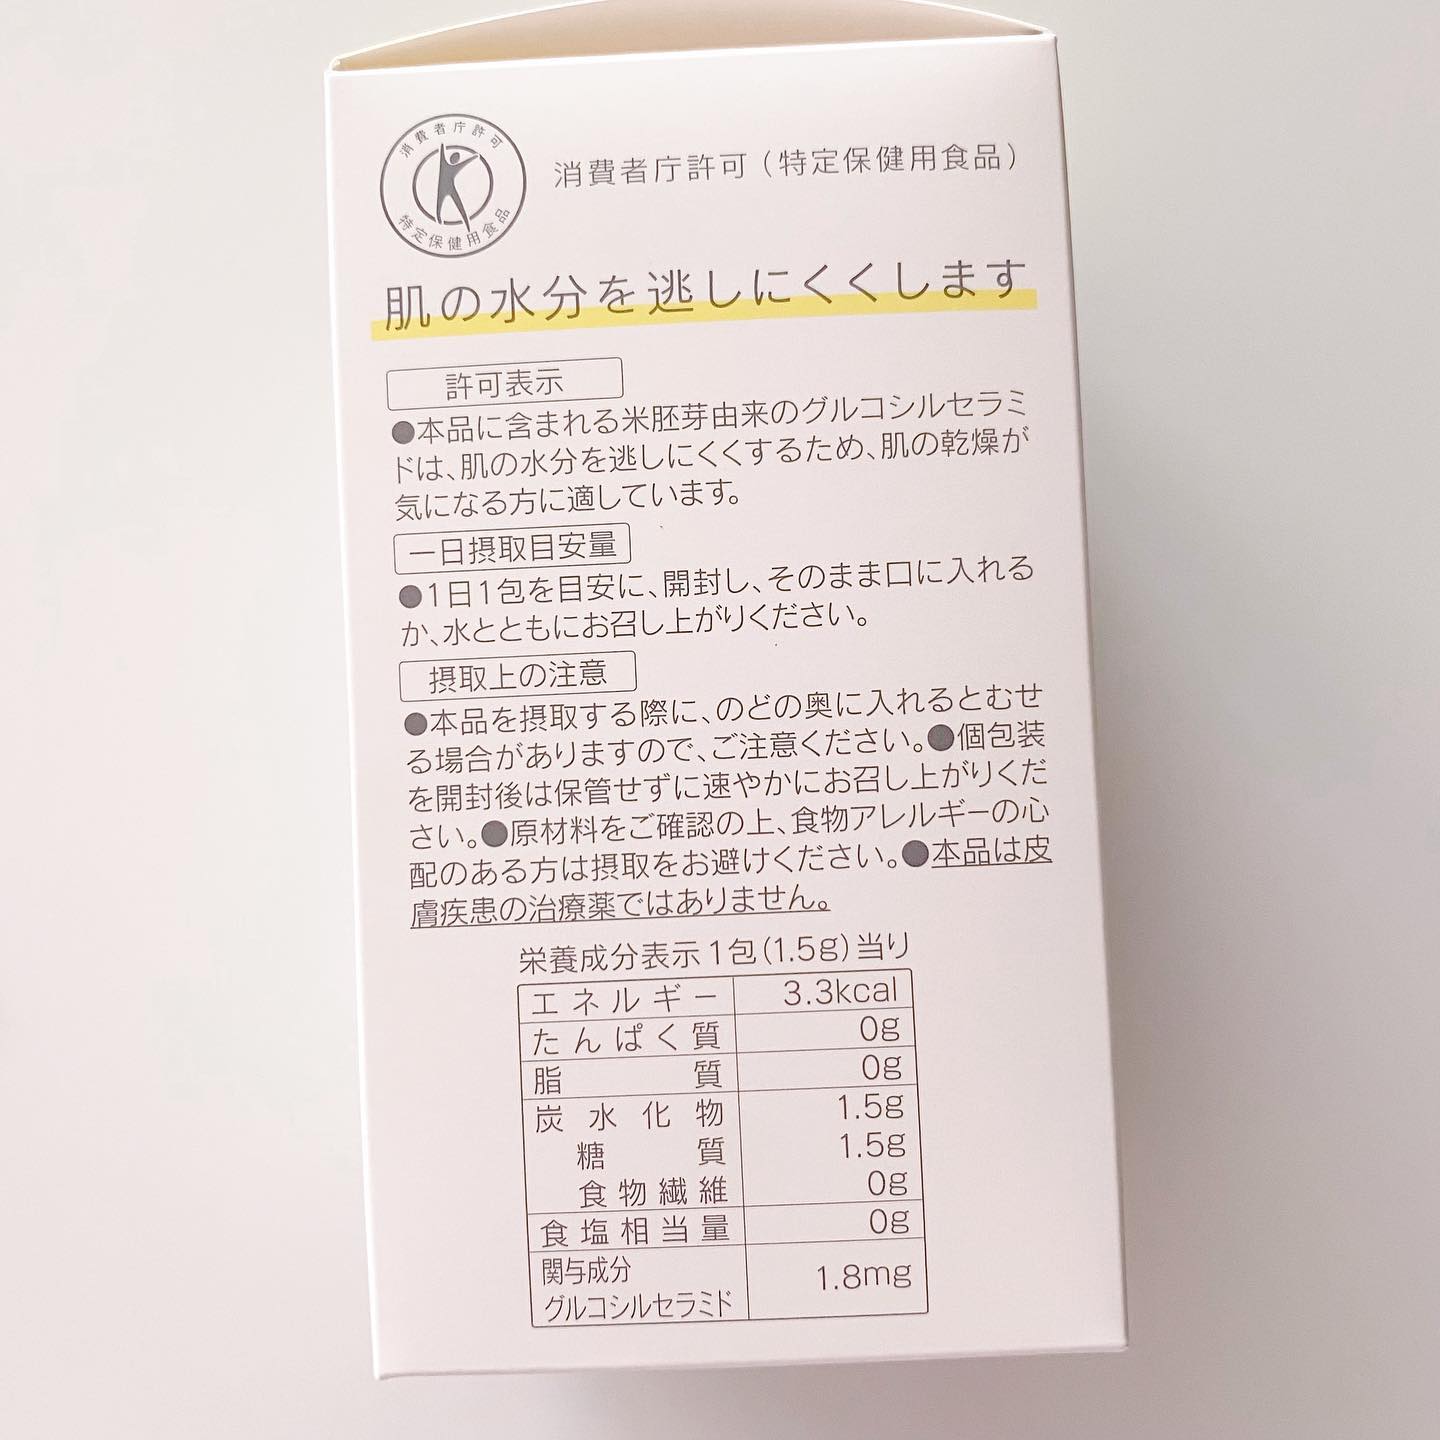 消費者庁許可
特定保健用食品
消費者庁許可（特定保健用食品）
肌の水分を逃しにくくします
許可表示
●本品に含まれる米胚芽由来のグルコシルセラミ
ドは、肌の水分を逃しにくくするため、肌の乾燥が
気になる方に適しています。
一日摂取目安量
●1日1包を目安に、開封し、そのまま口に入れる
か、水とともにお召し上がりください。
摂取上の注意
●本品を摂取する際に、のどの奥に入れるとむせ
る場合がありますので、ご注意ください。●個包装
を開封後は保管せずに速やかにお召し上がりくだ
さい。●原材料をご確認の上、食物アレルギーの心
配のある方は摂取をお避けください。●本品は皮
膚疾患の治療薬ではありません。
栄養成分表示 1包(1.5g)当り
エネルギー 3.3kcal
たんぱく質 0g
脂質 0g
炭水化物 1.5g
糖質 1.5g
食物繊維 0g
食塩相当量 0g
関与成分
グルコシルセラミド 1.8mg